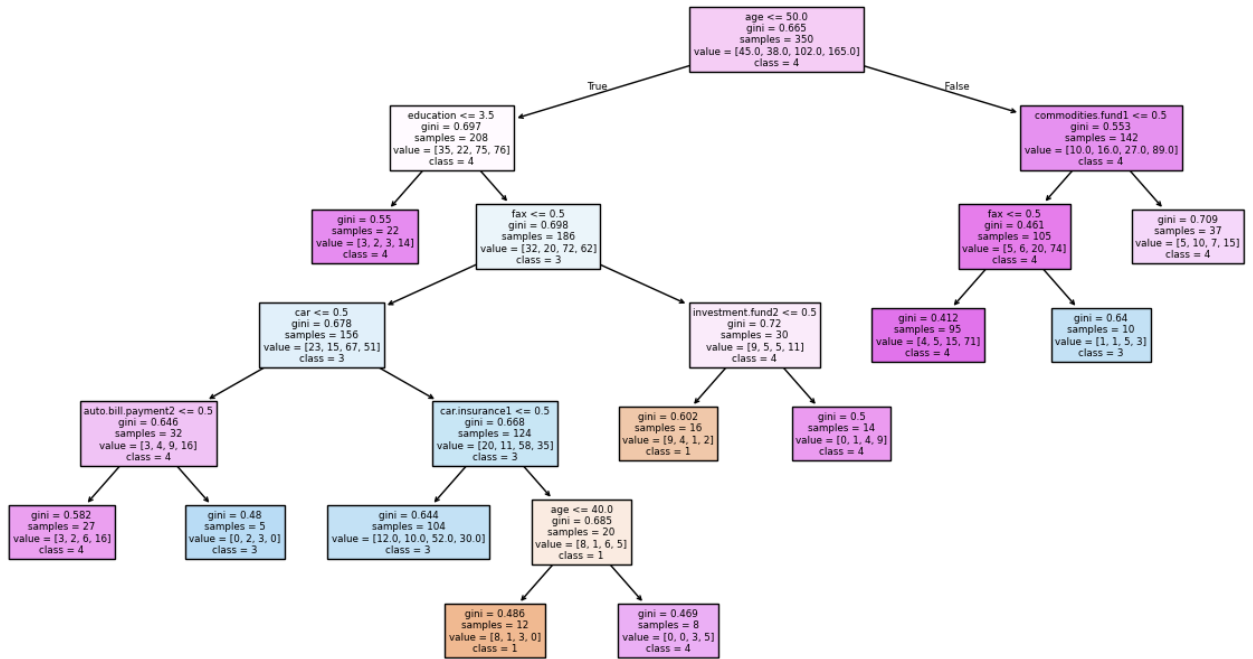 age <= 50.0
gini = 0.665
samples = 350
value = [45.0, 38.0, 102.0, 165.0]
class = 4
True
False
education <= 3.5
gini = 0.697
samples = 208
value = [35, 22, 75, 76]
class = 4
commodities.fund1 <= 0.5
gini = 0.553
samples = 142
value = [10.0, 16.0, 27.0, 89.0]
class = 4
gini = 0.55
samples = 22
value = [3, 2, 3, 14]
class = 4
fax <= 0.5
gini = 0.698
samples = 186
value = [32, 20, 72, 62]
class = 3
fax <= 0.5
gini = 0.461
samples = 105
value = [5, 6, 20, 74]
class = 4
gini = 0.709
samples = 37
value = [5, 10, 7, 15]
class = 4
car <= 0.5
gini = 0.678
samples = 156
value = [23, 15, 67, 51]
class = 3
investment.fund2 <= 0.5
gini = 0.72
samples = 30
value = [9, 5, 5, 11]
class = 4
gini = 0.412
samples = 95
value = [4, 5, 15, 71]
class = 4
gini = 0.64
samples = 10
value = [1, 1, 5, 3]
class = 3
auto.bill.payment2 <= 0.5
gini = 0.646
samples = 32
value = [3, 4, 9, 16]
class = 4
car.insurance1 <= 0.5
gini = 0.668
samples = 124
value = [20, 11, 58, 35]
class = 3
gini = 0.602
samples = 16
value = [9, 4, 1, 2]
class = 1
gini = 0.5
samples = 14
value = [0, 1, 4, 9]
class = 4
gini = 0.582
samples = 27
value = [3, 2, 6, 16]
class = 4
gini = 0.48
samples = 5
value = [0, 2, 3, 0]
class = 3
gini = 0.644
samples = 104
value = [12.0, 10.0, 52.0, 30.0]
class = 3
age <= 40.0
gini = 0.685
samples = 20
value = [8, 1, 6, 5]
class = 1
gini = 0.486
samples = 12
value = [8, 1, 3, 0]
class = 1
gini = 0.469
samples = 8
value = [0, 0, 3, 5]
class = 4